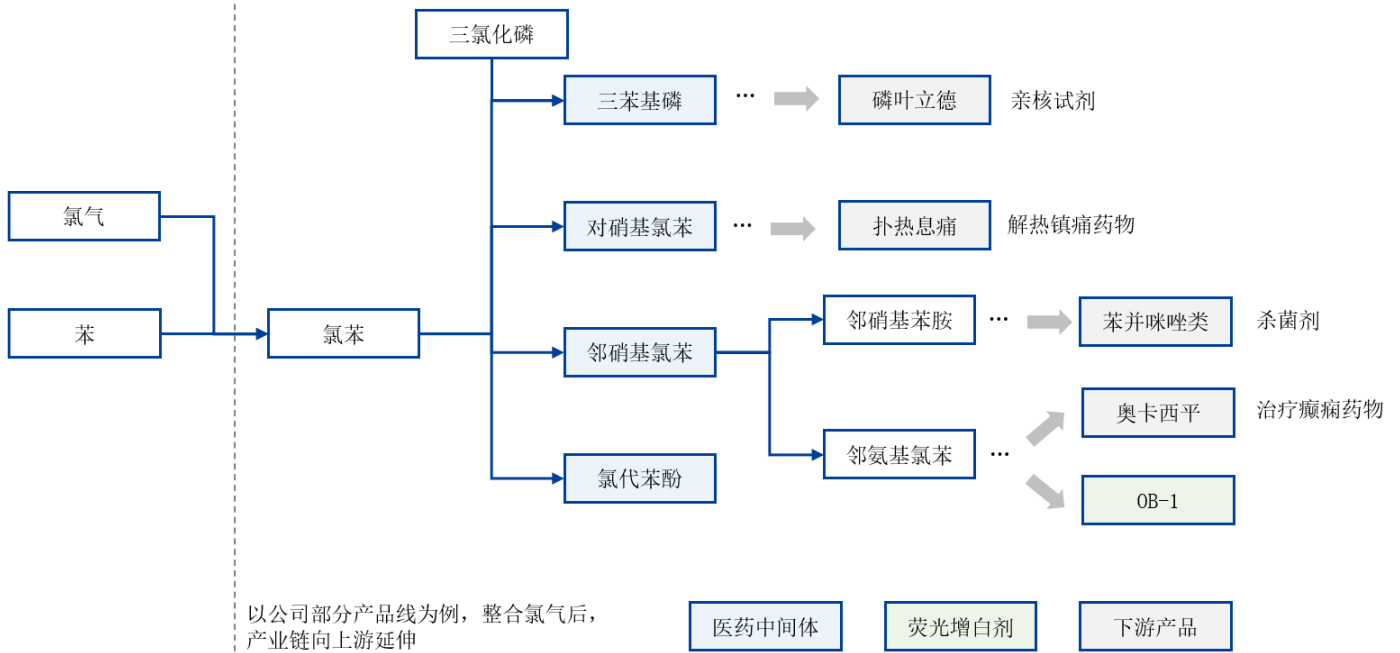 三氯化磷
三苯基磷
…
磷叶立德
亲核试剂
氯气
对硝基氯苯
…
扑热息痛
解热镇痛药物
苯
氯苯
邻硝基氯苯
邻硝基苯胺
…
苯并咪唑类
杀菌剂
奥卡西平
治疗癫痫药物
氯代苯酚
邻氨基氯苯
…
OB-1
以公司部分产品线为例，整合氯气后，
产业链向上游延伸
医药中间体
荧光增白剂
下游产品